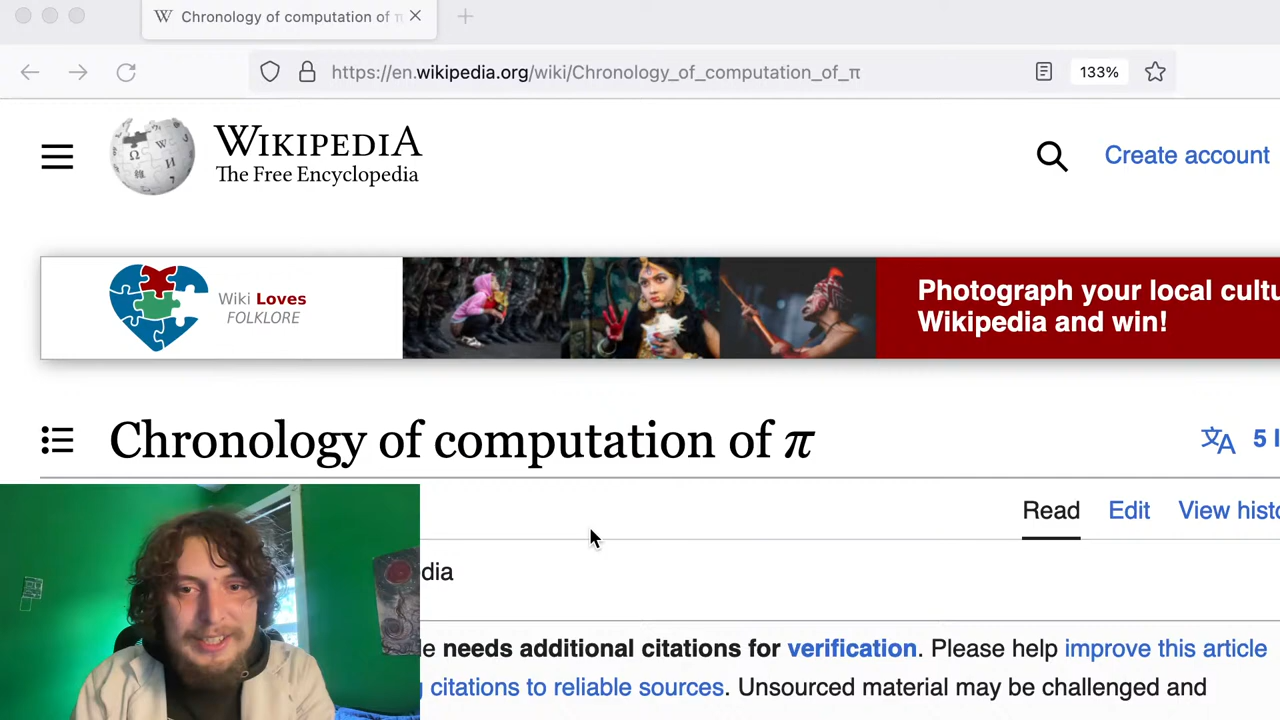 Chronology of computation of π
https://en.wikipedia.org/wiki/Chronology_of_computation_of_π
133%
WIKIPEDIA
The Free Encyclopedia
Create account
Wiki Loves
FOLKLORE
Photograph your local cultu
Wikipedia and win!
Chronology of computation of π
5 l
Read Edit View histo
dia
le needs additional citations for verification. Please help improve this article
g citations to reliable sources. Unsourced material may be challenged and